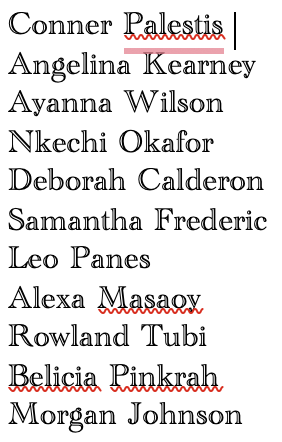 Conner Palestis
Angelina Kearney
Ayanna Wilson
Nkechi Okafor
Deborah Calderon
Samantha Frederic
Leo Panes
Alexa Masaoy
Rowland Tubi
Belicia Pinkrah
Morgan Johnson